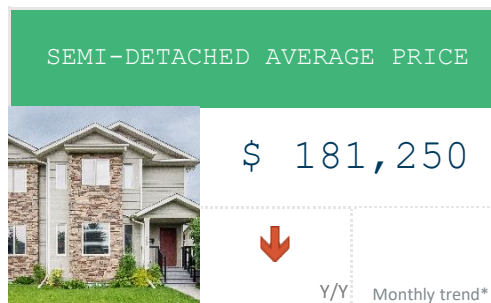 SEMI-DETACHED AVERAGE PRICE
$ 181,250
Y/Y
Monthly trend*